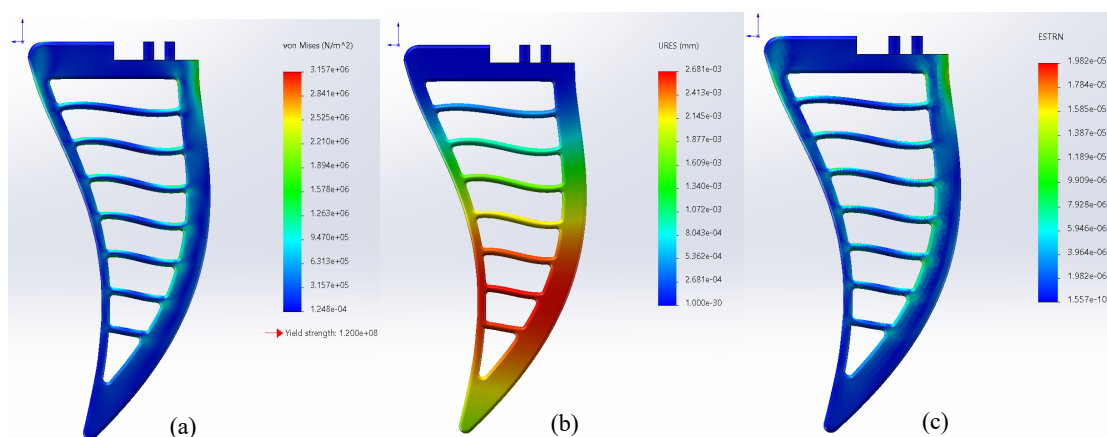 von Mises (N/m^2)
3.157e+06
2.841e+06
2.525e+06
2.210e+06
1.894e+06
1.578e+06
1.263e+06
9.470e+05
6.313e+05
3.157e+05
1.248e-04
Yield strength: 1.200e+08
(a)
URES (mm)
2.681e-03
2.413e-03
2.145e-03
1.877e-03
1.609e-03
1.340e-03
1.072e-03
8.043e-04
5.362e-04
2.681e-04
1.000e-30
(b)
ESTRN
1.982e-05
1.784e-05
1.585e-05
1.387e-05
1.189e-05
9.909e-06
7.928e-06
5.946e-06
3.964e-06
1.982e-06
1.557e-10
(c)